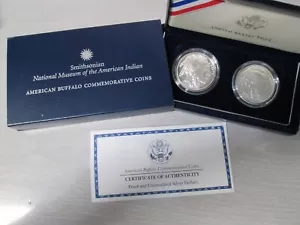 Smithsonian
National Museum of the American Indian
AMERICAN BUFFALO COMMEMORATIVE COINS
American Buffalo Commemorative Coins
CERTIFICATE OF AUTHENTICITY
Proof and Uncirculated Silver Dollars